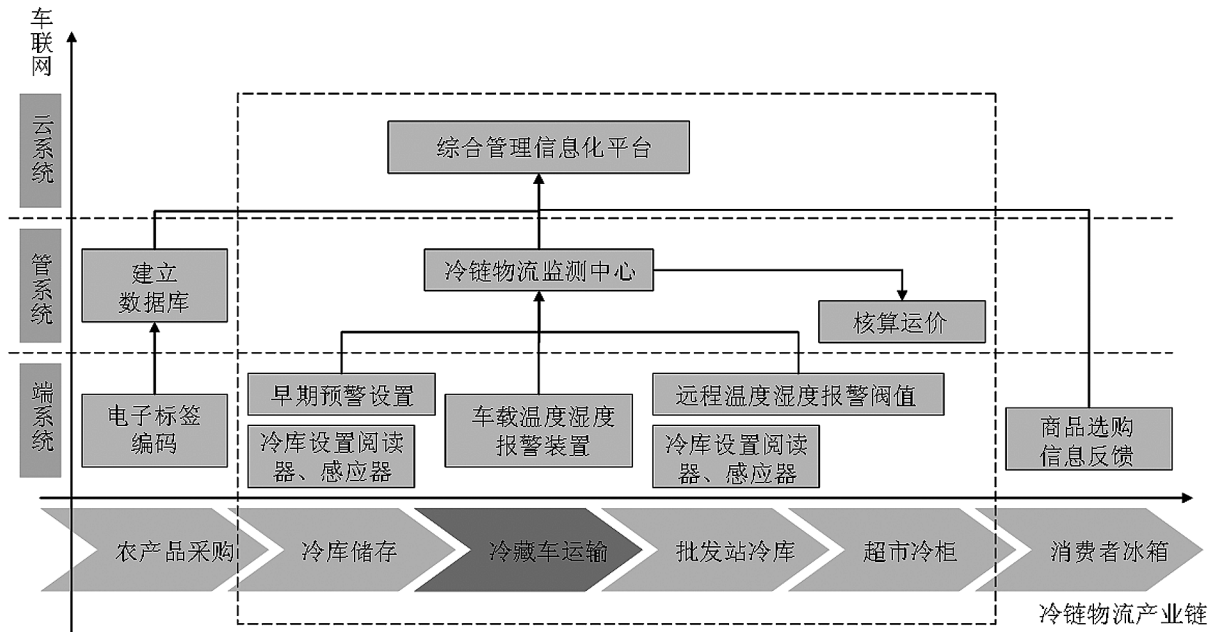 车
联
网
云系统
综合管理信息化平台
管系统
建立
数据库
冷链物流监测中心
核算运价
端系统
电子标签
编码
早期预警设置
冷库设置阅读
器、感应器
车载温度湿度
报警装置
远程温度湿度报警阀值
冷库设置阅读
器、感应器
商品选购
信息反馈
农产品采购
冷库储存
冷藏车运输
批发站冷库
超市冷柜
消费者冰箱
冷链物流产业链